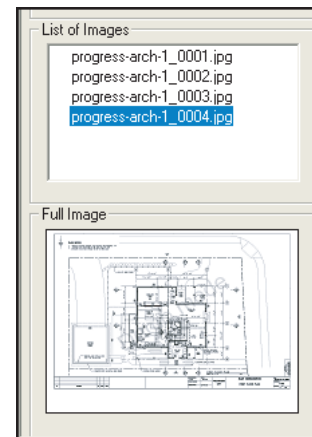 List of Images
progress-arch-1_0001.jpg
progress-arch-1_0002.jpg
progress-arch-1_0003.jpg
progress-arch-1_0004.jpg
Full Image